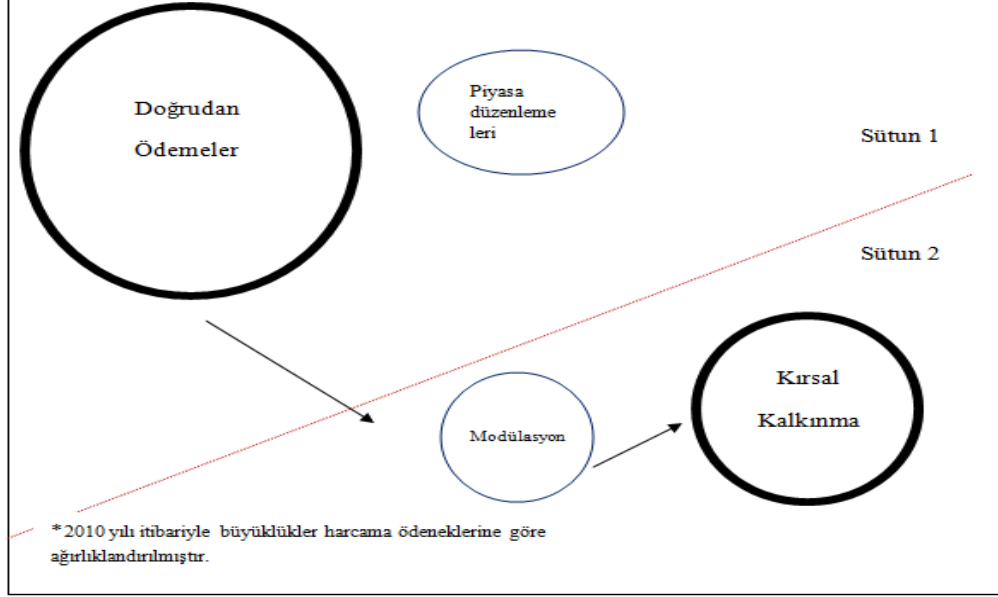 Doğrudan
Ödemeler
Piyasa
düzenleme
leri
Sütun 1
Sütun 2
Kırsal
Kalkınma
Modülasyon
*2010 yılı itibariyle büyüklükler harcama ödeneklerine göre
ağırlıklandırılmıştır.